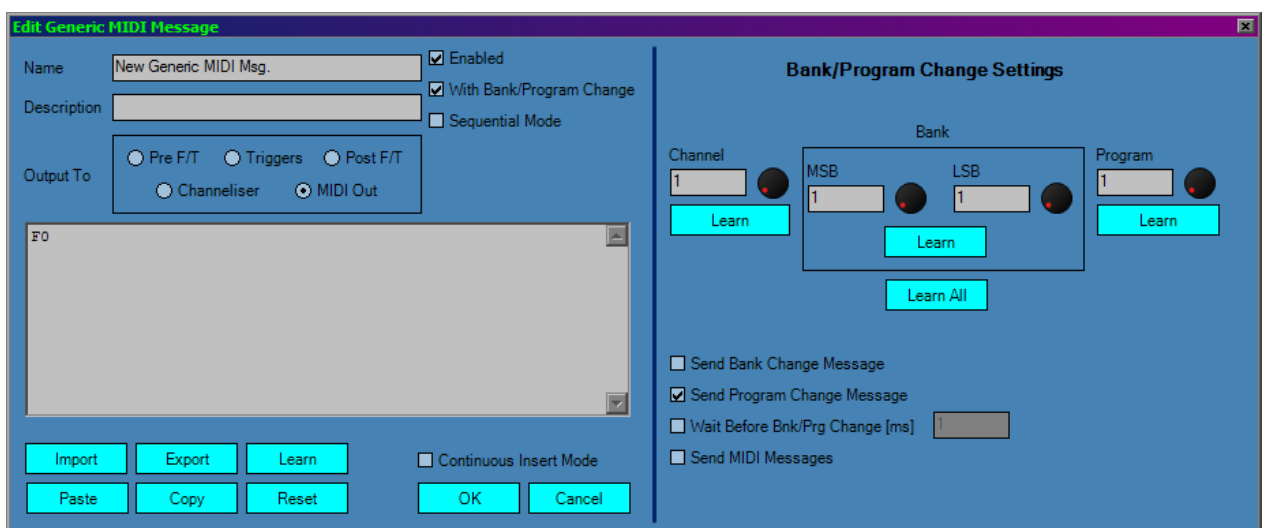 Edit Generic MIDI Message
Name
New Generic MIDI Msg.
Enabled
With Bank/Program Change
Description
Sequential Mode
Output To
Pre F/T
Triggers
Post F/T
Channeliser
MIDI Out
F0
Import
Export
Learn
Continuous Insert Mode
Paste
Copy
Reset
OK
Cancel
Bank/Program Change Settings
Bank
Channel
1
Learn
MSB
1
LSB
1
Learn
Program
1
Learn
Learn All
Send Bank Change Message
Send Program Change Message
Wait Before Bnk/Prg Change [ms]
1
Send MIDI Messages